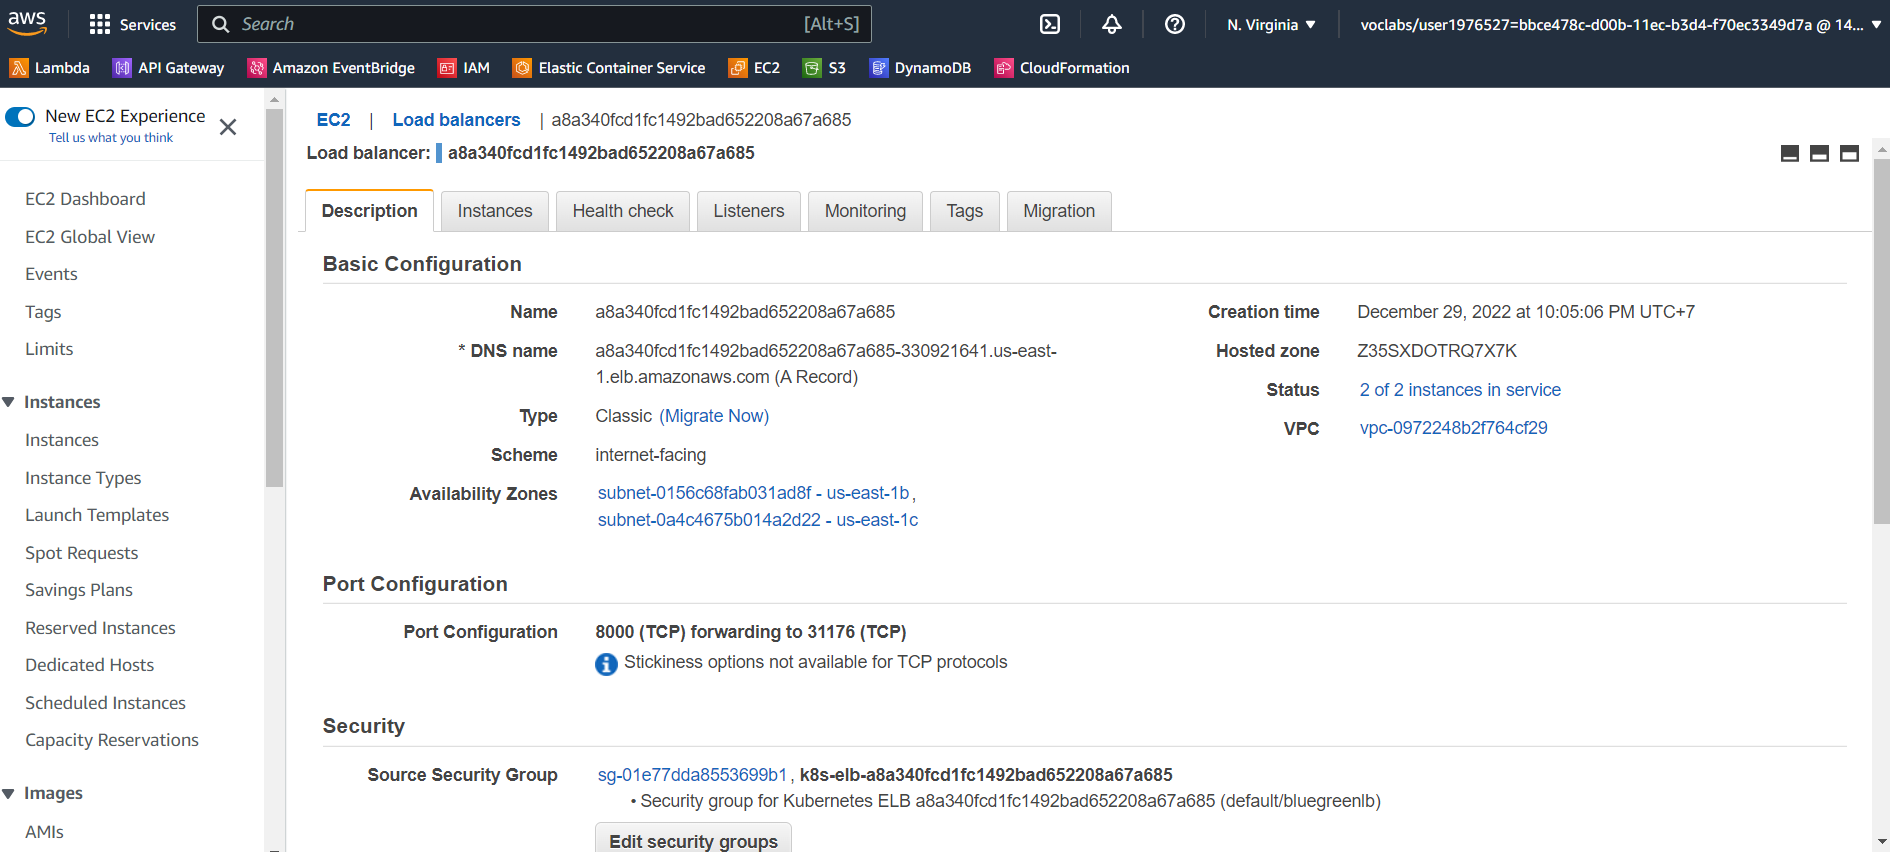 aws
Services
Search [Alt+S]
N. Virginia
voclabs/user1976527=bbce478c-d00b-11ec-b3d4-f70ec3349d7a @ 14...
Lambda API Gateway Amazon EventBridge IAM Elastic Container Service EC2 S3 DynamoDB CloudFormation
New EC2 Experience
Tell us what you think
EC2 Dashboard
EC2 Global View
Events
Tags
Limits
Instances
Instances
Instance Types
Launch Templates
Spot Requests
Savings Plans
Reserved Instances
Dedicated Hosts
Scheduled Instances
Capacity Reservations
Images
AMIs
EC2 | Load balancers | a8a340fcd1fc1492bad652208a67a685
Load balancer: a8a340fcd1fc1492bad652208a67a685
Description Instances Health check Listeners Monitoring Tags Migration
Basic Configuration
Name a8a340fcd1fc1492bad652208a67a685
* DNS name a8a340fcd1fc1492bad652208a67a685-330921641.us-east-
1.elb.amazonaws.com (A Record)
Type Classic (Migrate Now)
Scheme internet-facing
Availability Zones subnet-0156c68fab031ad8f - us-east-1b,
subnet-0a4c4675b014a2d22 - us-east-1c
Creation time December 29, 2022 at 10:05:06 PM UTC+7
Hosted zone Z35SXDOTRQ7X7K
Status 2 of 2 instances in service
VPC vpc-0972248b2f764cf29
Port Configuration
Port Configuration 8000 (TCP) forwarding to 31176 (TCP)
Stickiness options not available for TCP protocols
Security
Source Security Group sg-01e77dda8553699b1, k8s-elb-a8a340fcd1fc1492bad652208a67a685
• Security group for Kubernetes ELB a8a340fcd1fc1492bad652208a67a685 (default/bluegreenlb)
Edit security groups